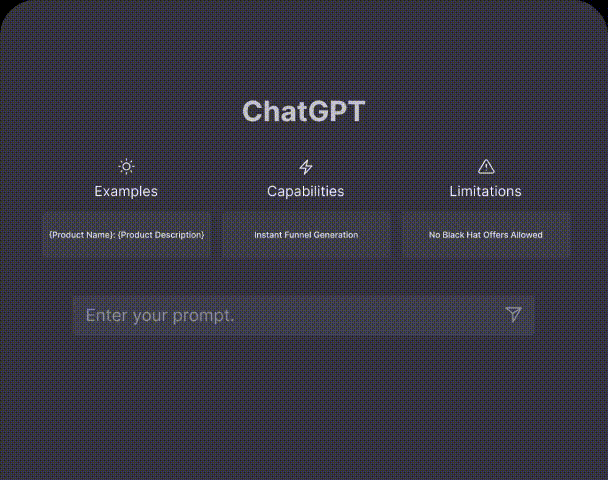 ChatGPT
Examples
Capabilities
Limitations
{Product Name}: {Product Description}
Instant Funnel Generation
No Black Hat Offers Allowed
Enter your prompt.